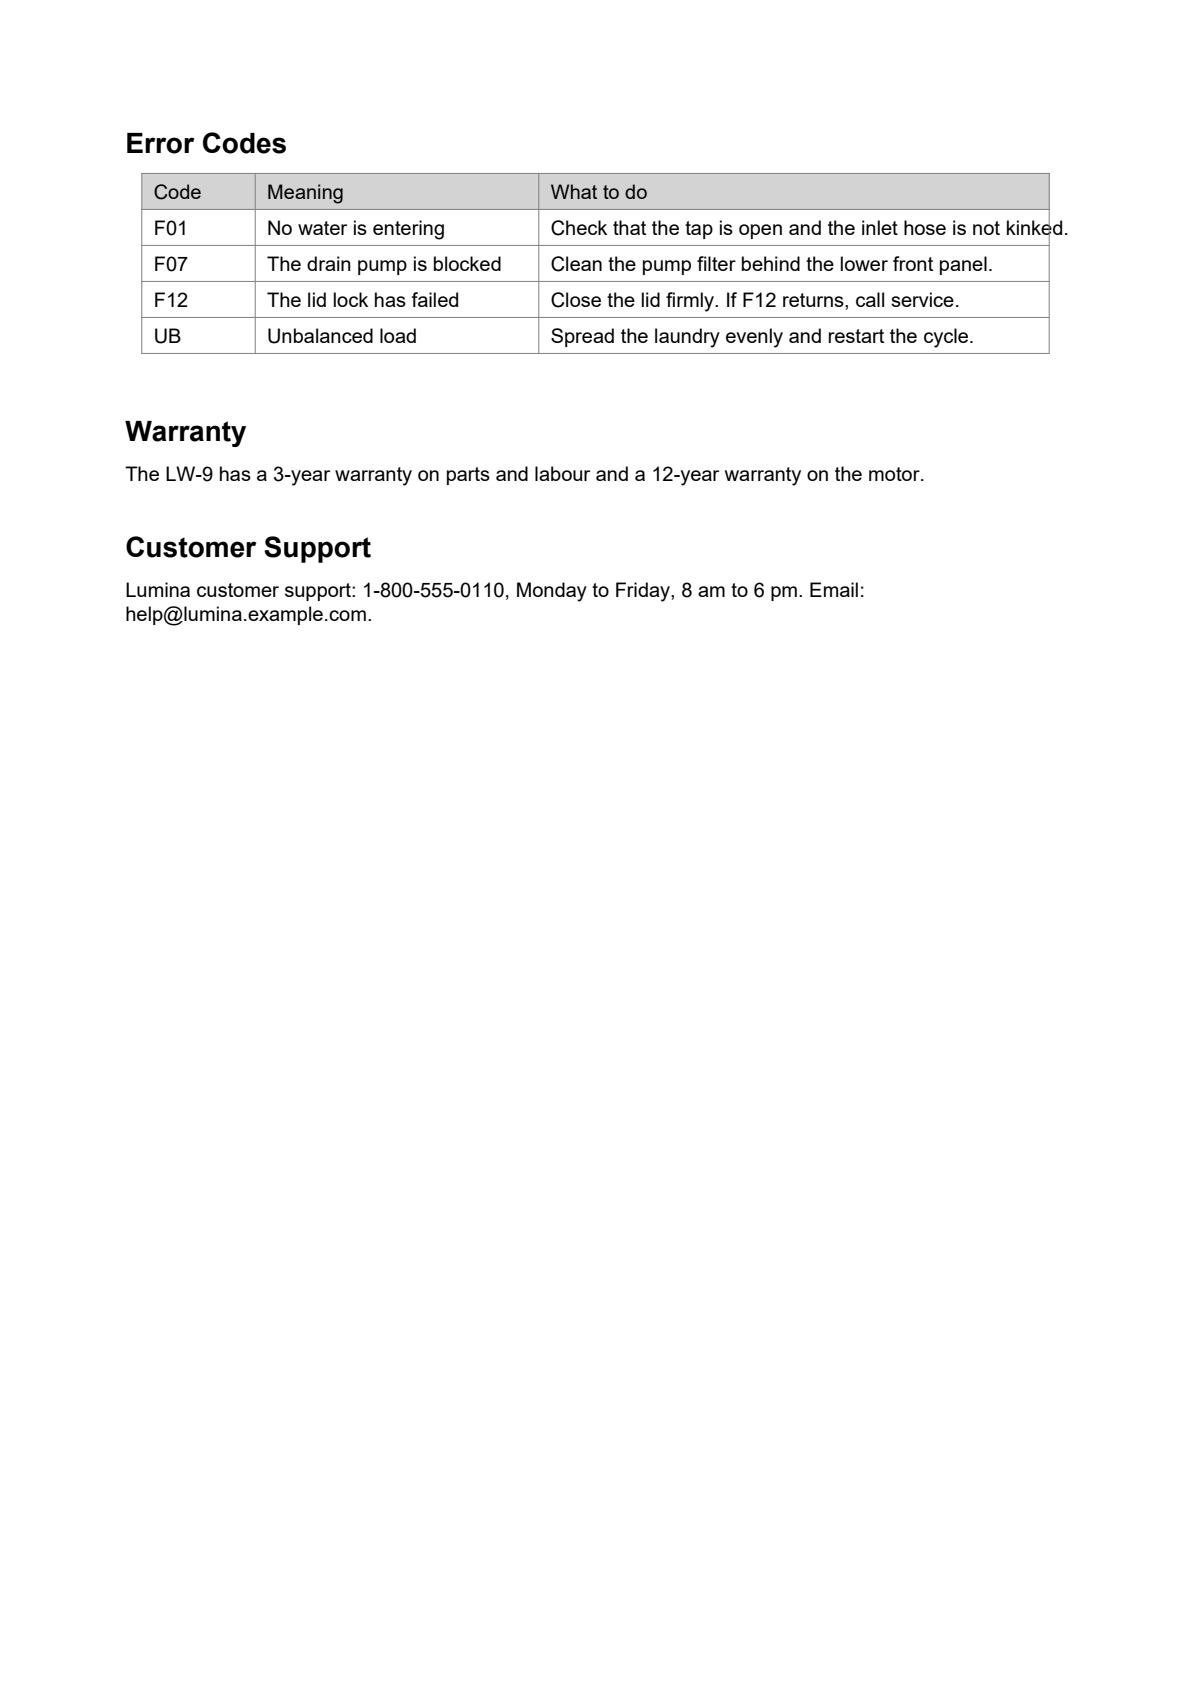 Error Codes
Code Meaning What to do
F01 No water is entering Check that the tap is open and the inlet hose is not kinked.
F07 The drain pump is blocked Clean the pump filter behind the lower front panel.
F12 The lid lock has failed Close the lid firmly. If F12 returns, call service.
UB Unbalanced load Spread the laundry evenly and restart the cycle.
Warranty
The LW-9 has a 3-year warranty on parts and labour and a 12-year warranty on the motor.
Customer Support
Lumina customer support: 1-800-555-0110, Monday to Friday, 8 am to 6 pm. Email:
help@lumina.example.com.